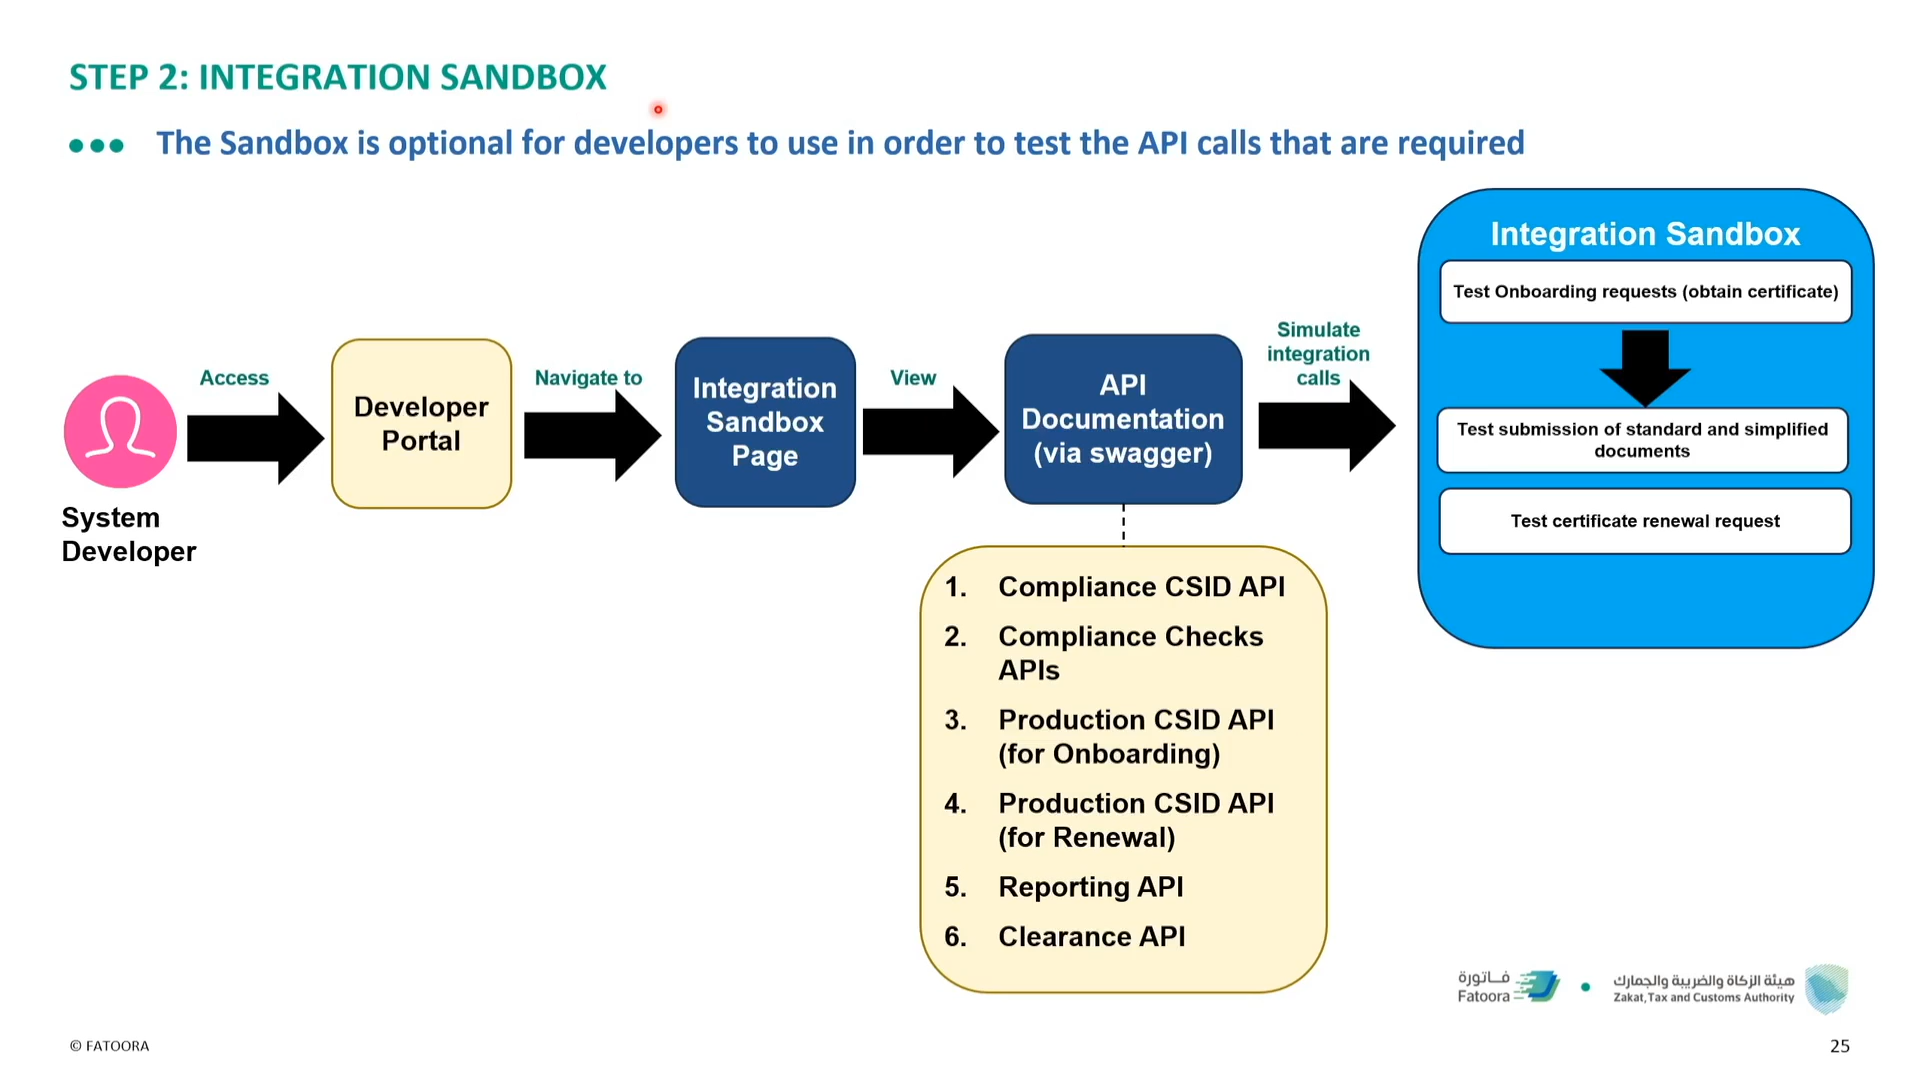 STEP 2: INTEGRATION SANDBOX
The Sandbox is optional for developers to use in order to test the API calls that are required
System
Developer
Access
Developer
Portal
Navigate to
Integration
Sandbox
Page
View
API
Documentation
(via swagger)
Simulate
integration
calls
Integration Sandbox
Test Onboarding requests (obtain certificate)
Test submission of standard and simplified
documents
Test certificate renewal request
1. Compliance CSID API
2. Compliance Checks
APIs
3. Production CSID API
(for Onboarding)
4. Production CSID API
(for Renewal)
5. Reporting API
6. Clearance API
فـاتورة
Fatoora
هيئة الزكاة والضريبة والجمارك
Zakat, Tax and Customs Authority
© FATOORA
25